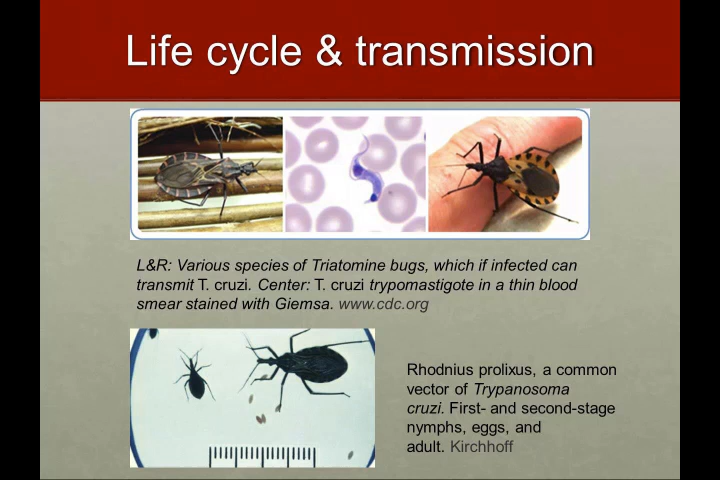 Life cycle & transmission
L&R: Various species of Triatomine bugs, which if infected can
transmit T. cruzi. Center: T. cruzi trypomastigote in a thin blood
smear stained with Giemsa. www.cdc.org
Rhodnius prolixus, a common
vector of Trypanosoma
cruzi. First- and second-stage
nymphs, eggs, and
adult. Kirchhoff